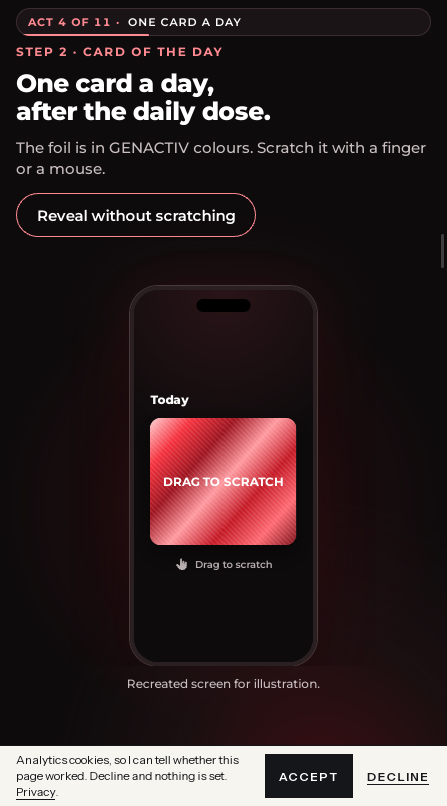 ACT 4 OF 11 · ONE CARD A DAY
STEP 2 · CARD OF THE DAY
One card a day,
after the daily dose.
The foil is in GENACTIV colours. Scratch it with a finger
or a mouse.
Reveal without scratching
Today
DRAG TO SCRATCH
Drag to scratch
Recreated screen for illustration.
Analytics cookies, so I can tell whether this
page worked. Decline and nothing is set.
Privacy.
ACCEPT
DECLINE